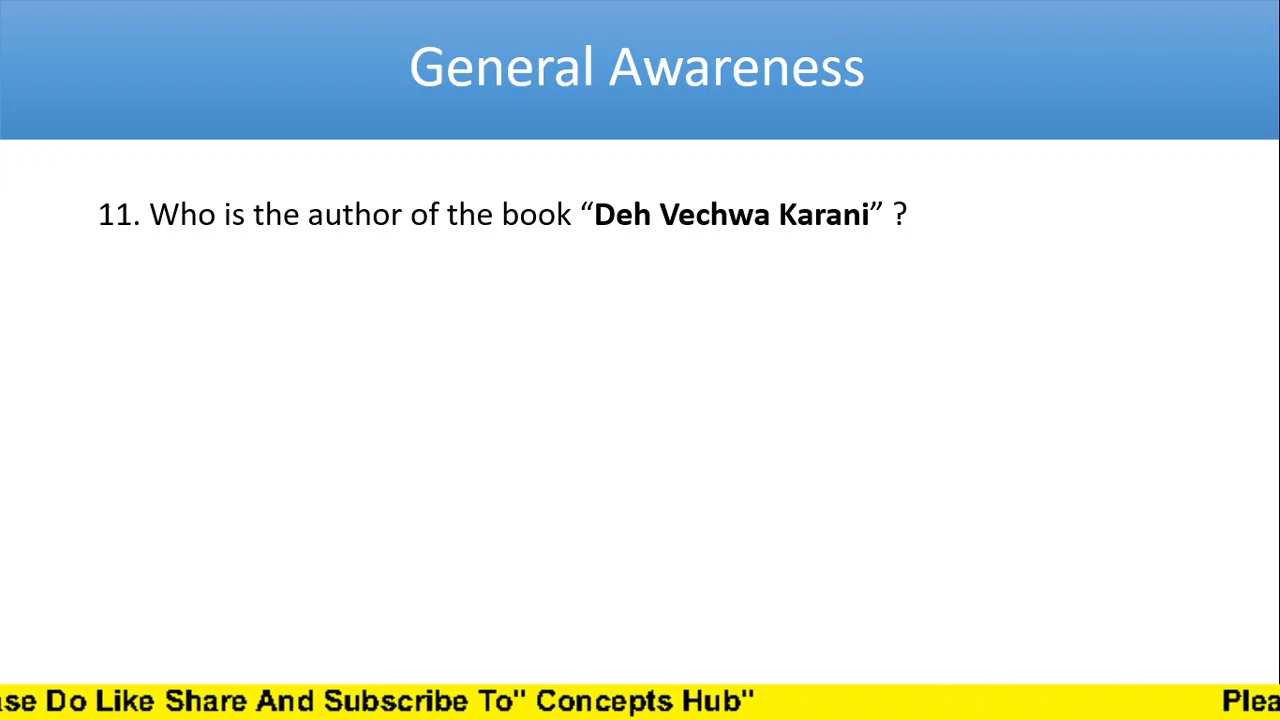 General Awareness
11. Who is the author of the book “Deh Vechwa Karani” ?
ase Do Like Share And Subscribe To" Concepts Hub" Plea